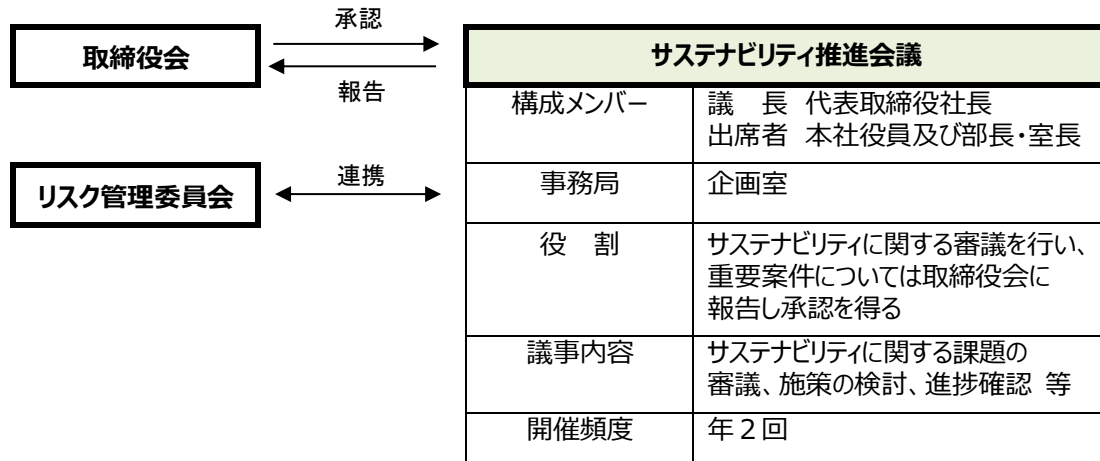 承認
取締役会
報告
リスク管理委員会
連携
サステナビリティ推進会議
構成メンバー
議　長 代表取締役社長
出席者 本社役員及び部長・室長
事務局
企画室
役　割
サステナビリティに関する審議を行い、
重要案件については取締役会に
報告し承認を得る
議事内容
サステナビリティに関する課題の
審議、施策の検討、進捗確認 等
開催頻度
年２回